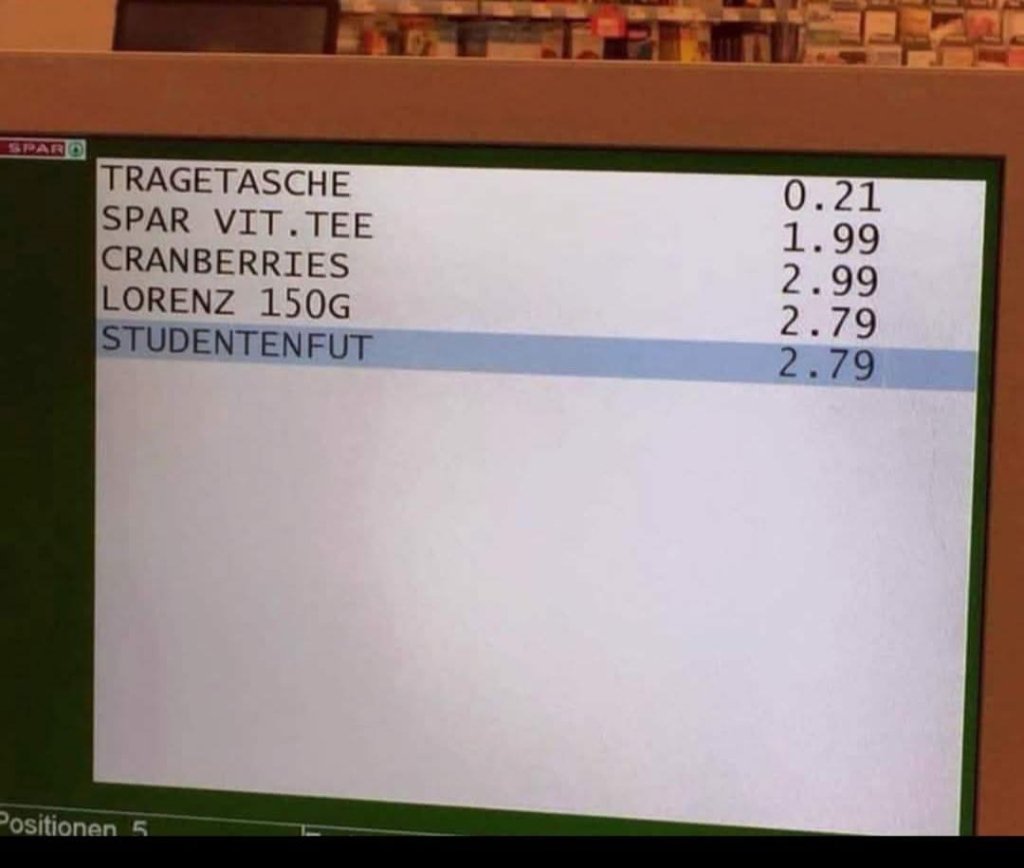 SPAR
TRAGETASCHE 0.21
SPAR VIT.TEE 1.99
CRANBERRIES 2.99
LORENZ 150G 2.79
STUDENTENFUT 2.79
Positionen 5